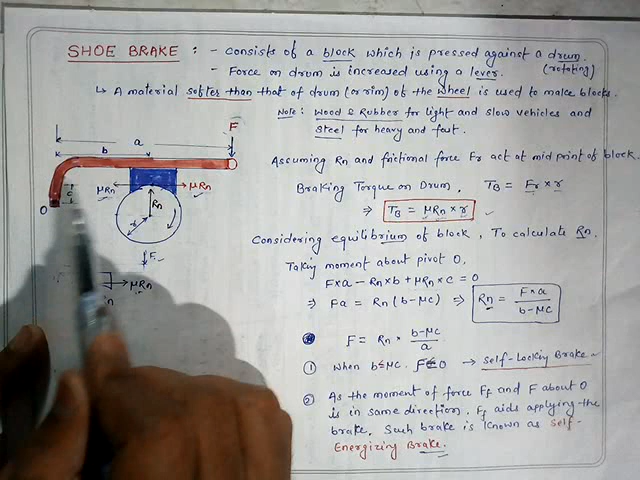 SHOE BRAKE : - Consists of a block which is pressed against a drum.
- Force on drum is increased using a lever. (rotating)
↳ A material softer than that of drum (or rim) of the wheel is used to make blocks.
Note: Wood & Rubber for light and slow vehicles and
Steel for heavy and fast.
F
a
b
Assuming Rn and frictional force Fr act at mid point of block.
μRn
μRn
Braking Torque on Drum, TB = Fr × r
c
Rn
O
r
⇒ TB = μRn × r
Considering equilibrium of block, To calculate Rn.
F
Taking moment about pivot O,
μRn
F×a - Rn×b + μRn×c = 0
⇒ Fa = Rn (b-μc) ⇒ Rn = F×a / b-μc
F = Rn × b-μc / a
① When b≤μc. F≤0 → Self-Locking Brake
② As the moment of force Ff and F about O
is in same direction. Ff aids applying the
brake. Such brake is known as Self-
Energizing Brake.